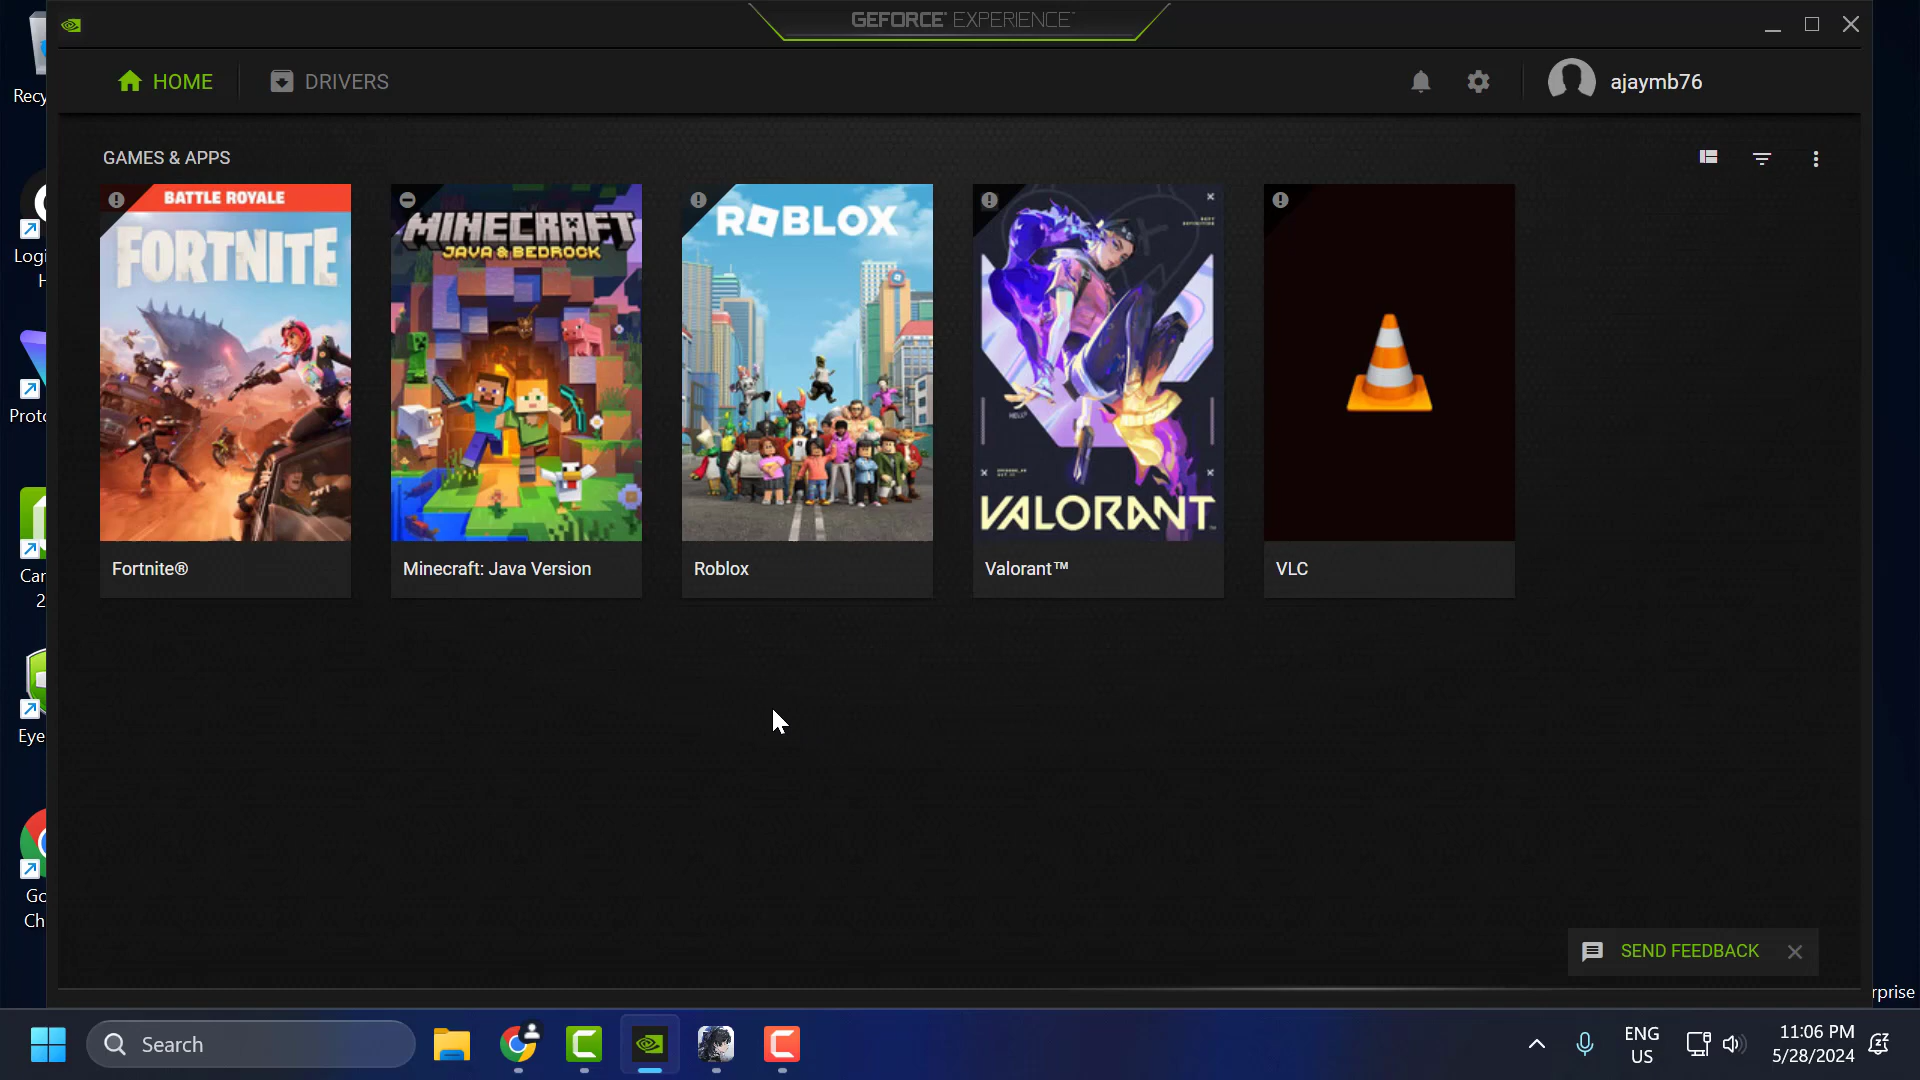 GEFORCE EXPERIENCE
HOME
DRIVERS
ajaymb76
GAMES & APPS
BATTLE ROYALE
FORTNITE
MINECRAFT
JAVA & BEDROCK
ROBLOX
VALORANT
Fortnite®
Minecraft: Java Version
Roblox
Valorant™
VLC
SEND FEEDBACK
Recy
Logi
H
Proto
Car
2
Eye
Go
Ch
rprise
Search
ENG
US
11:06 PM
5/28/2024